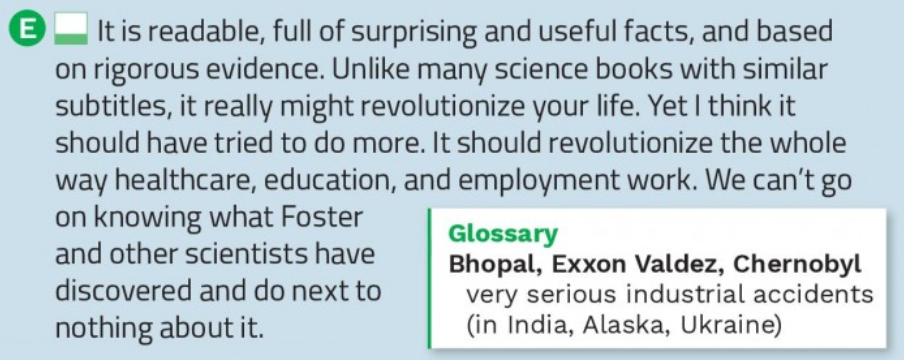 E It is readable, full of surprising and useful facts, and based
on rigorous evidence. Unlike many science books with similar
subtitles, it really might revolutionize your life. Yet I think it
should have tried to do more. It should revolutionize the whole
way healthcare, education, and employment work. We can't go
on knowing what Foster
and other scientists have
discovered and do next to
nothing about it.
Glossary
Bhopal, Exxon Valdez, Chernobyl
very serious industrial accidents
(in India, Alaska, Ukraine)